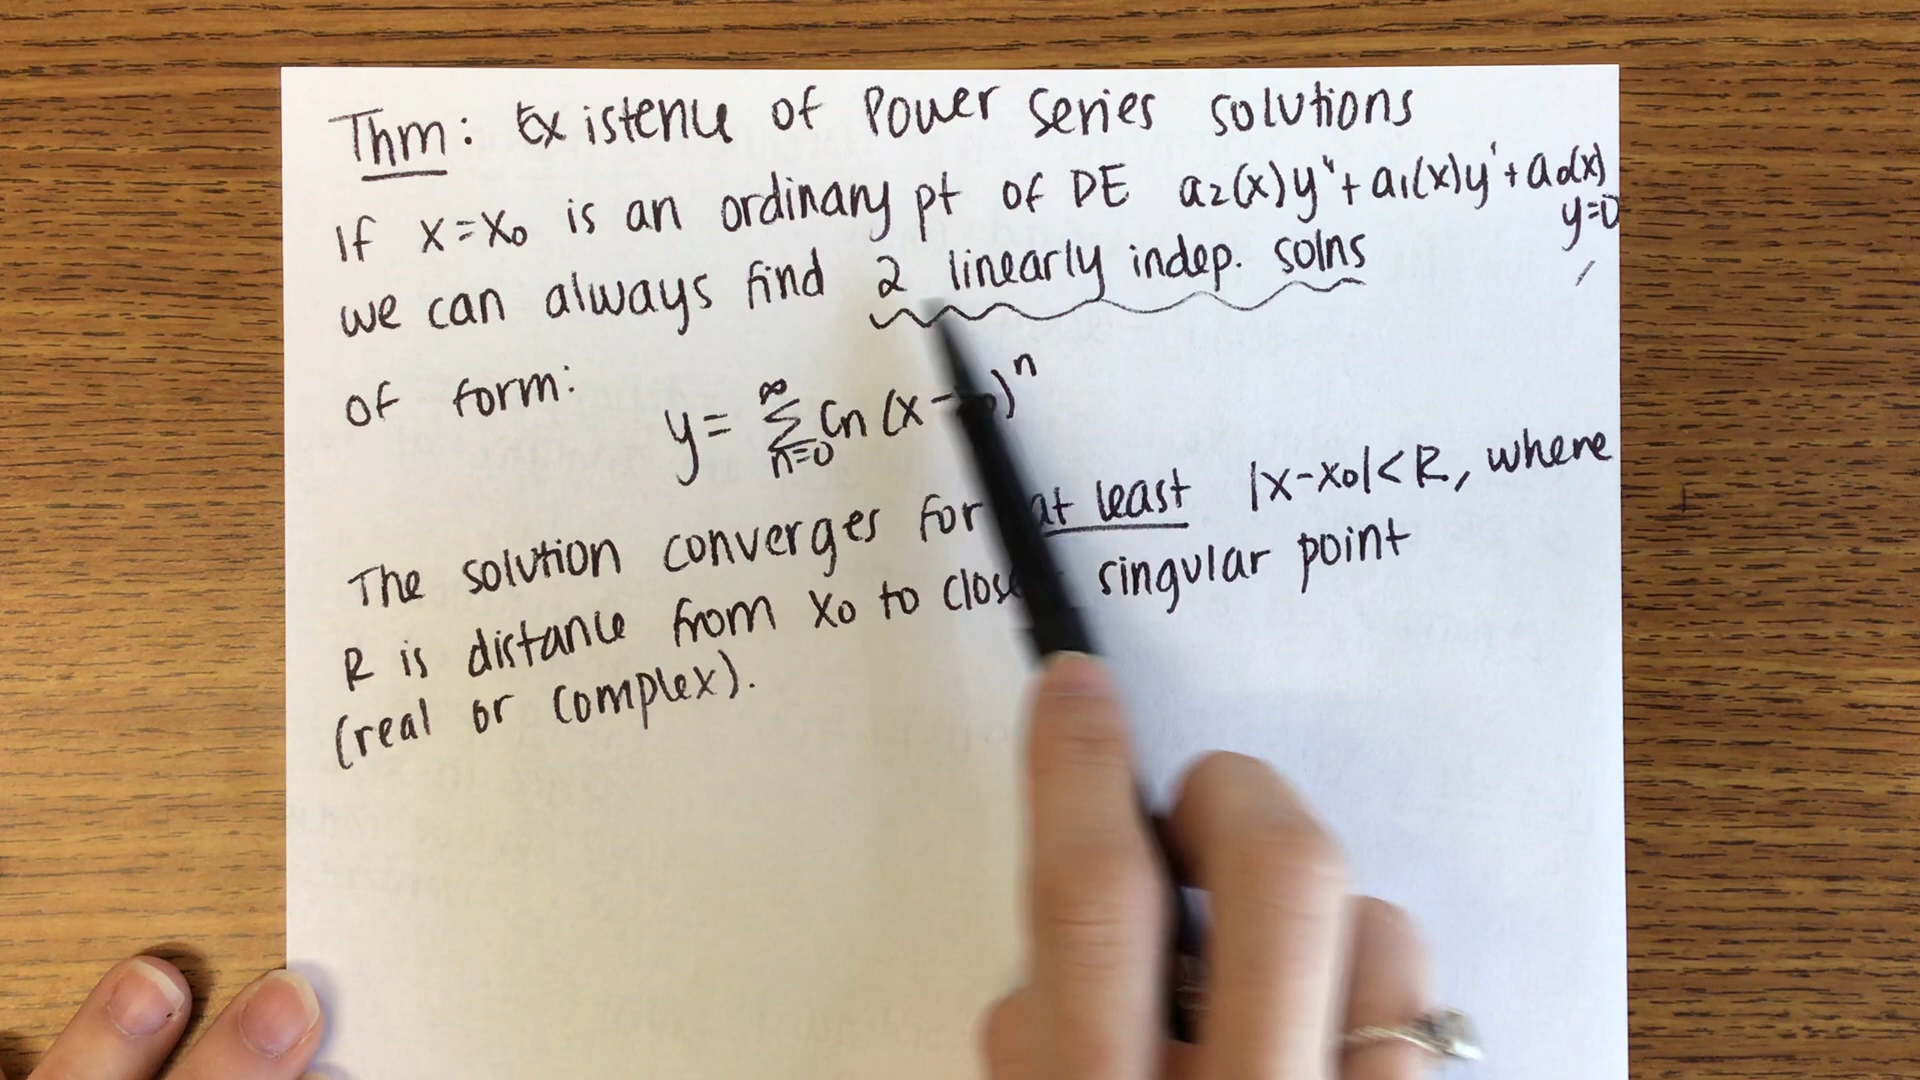 Thm: Existence of Power series solutions
If x=x₀ is an ordinary pt of DE a₂(x)y"+a₁(x)y'+a₀(x)
y=0,
we can always find 2 linearly indep. solns
of form:
y= ∞Σn=0 Cn (x-)ⁿ
The solution converges for at least |x-x₀|<R, where
R is distance from x₀ to singular point
(real or complex).